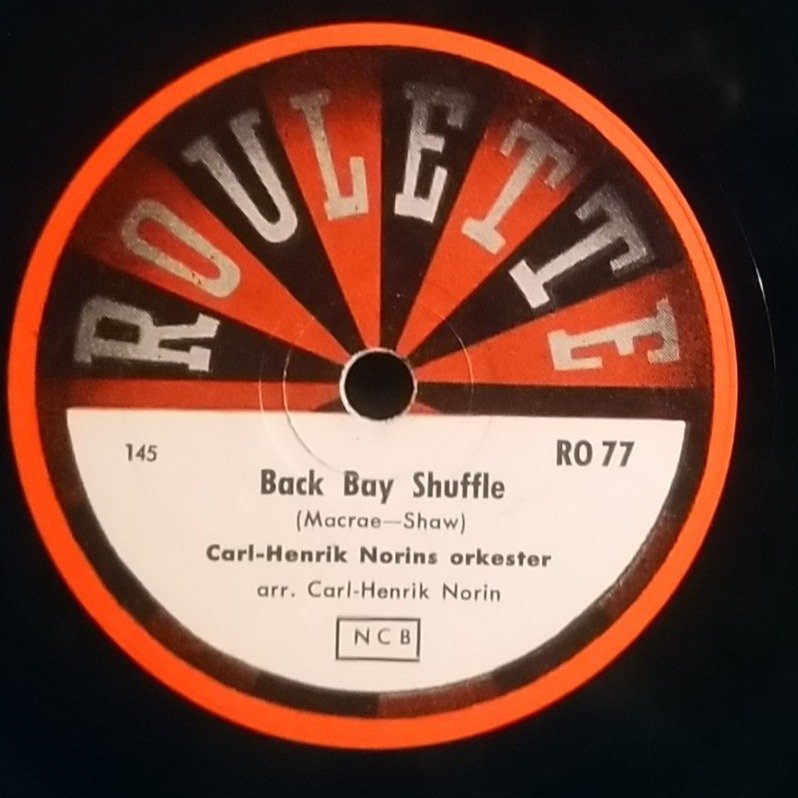 ROULETTE
145
RO 77
Back Bay Shuffle
(Macrae—Shaw)
Carl-Henrik Norins orkester
arr. Carl-Henrik Norin
NCB